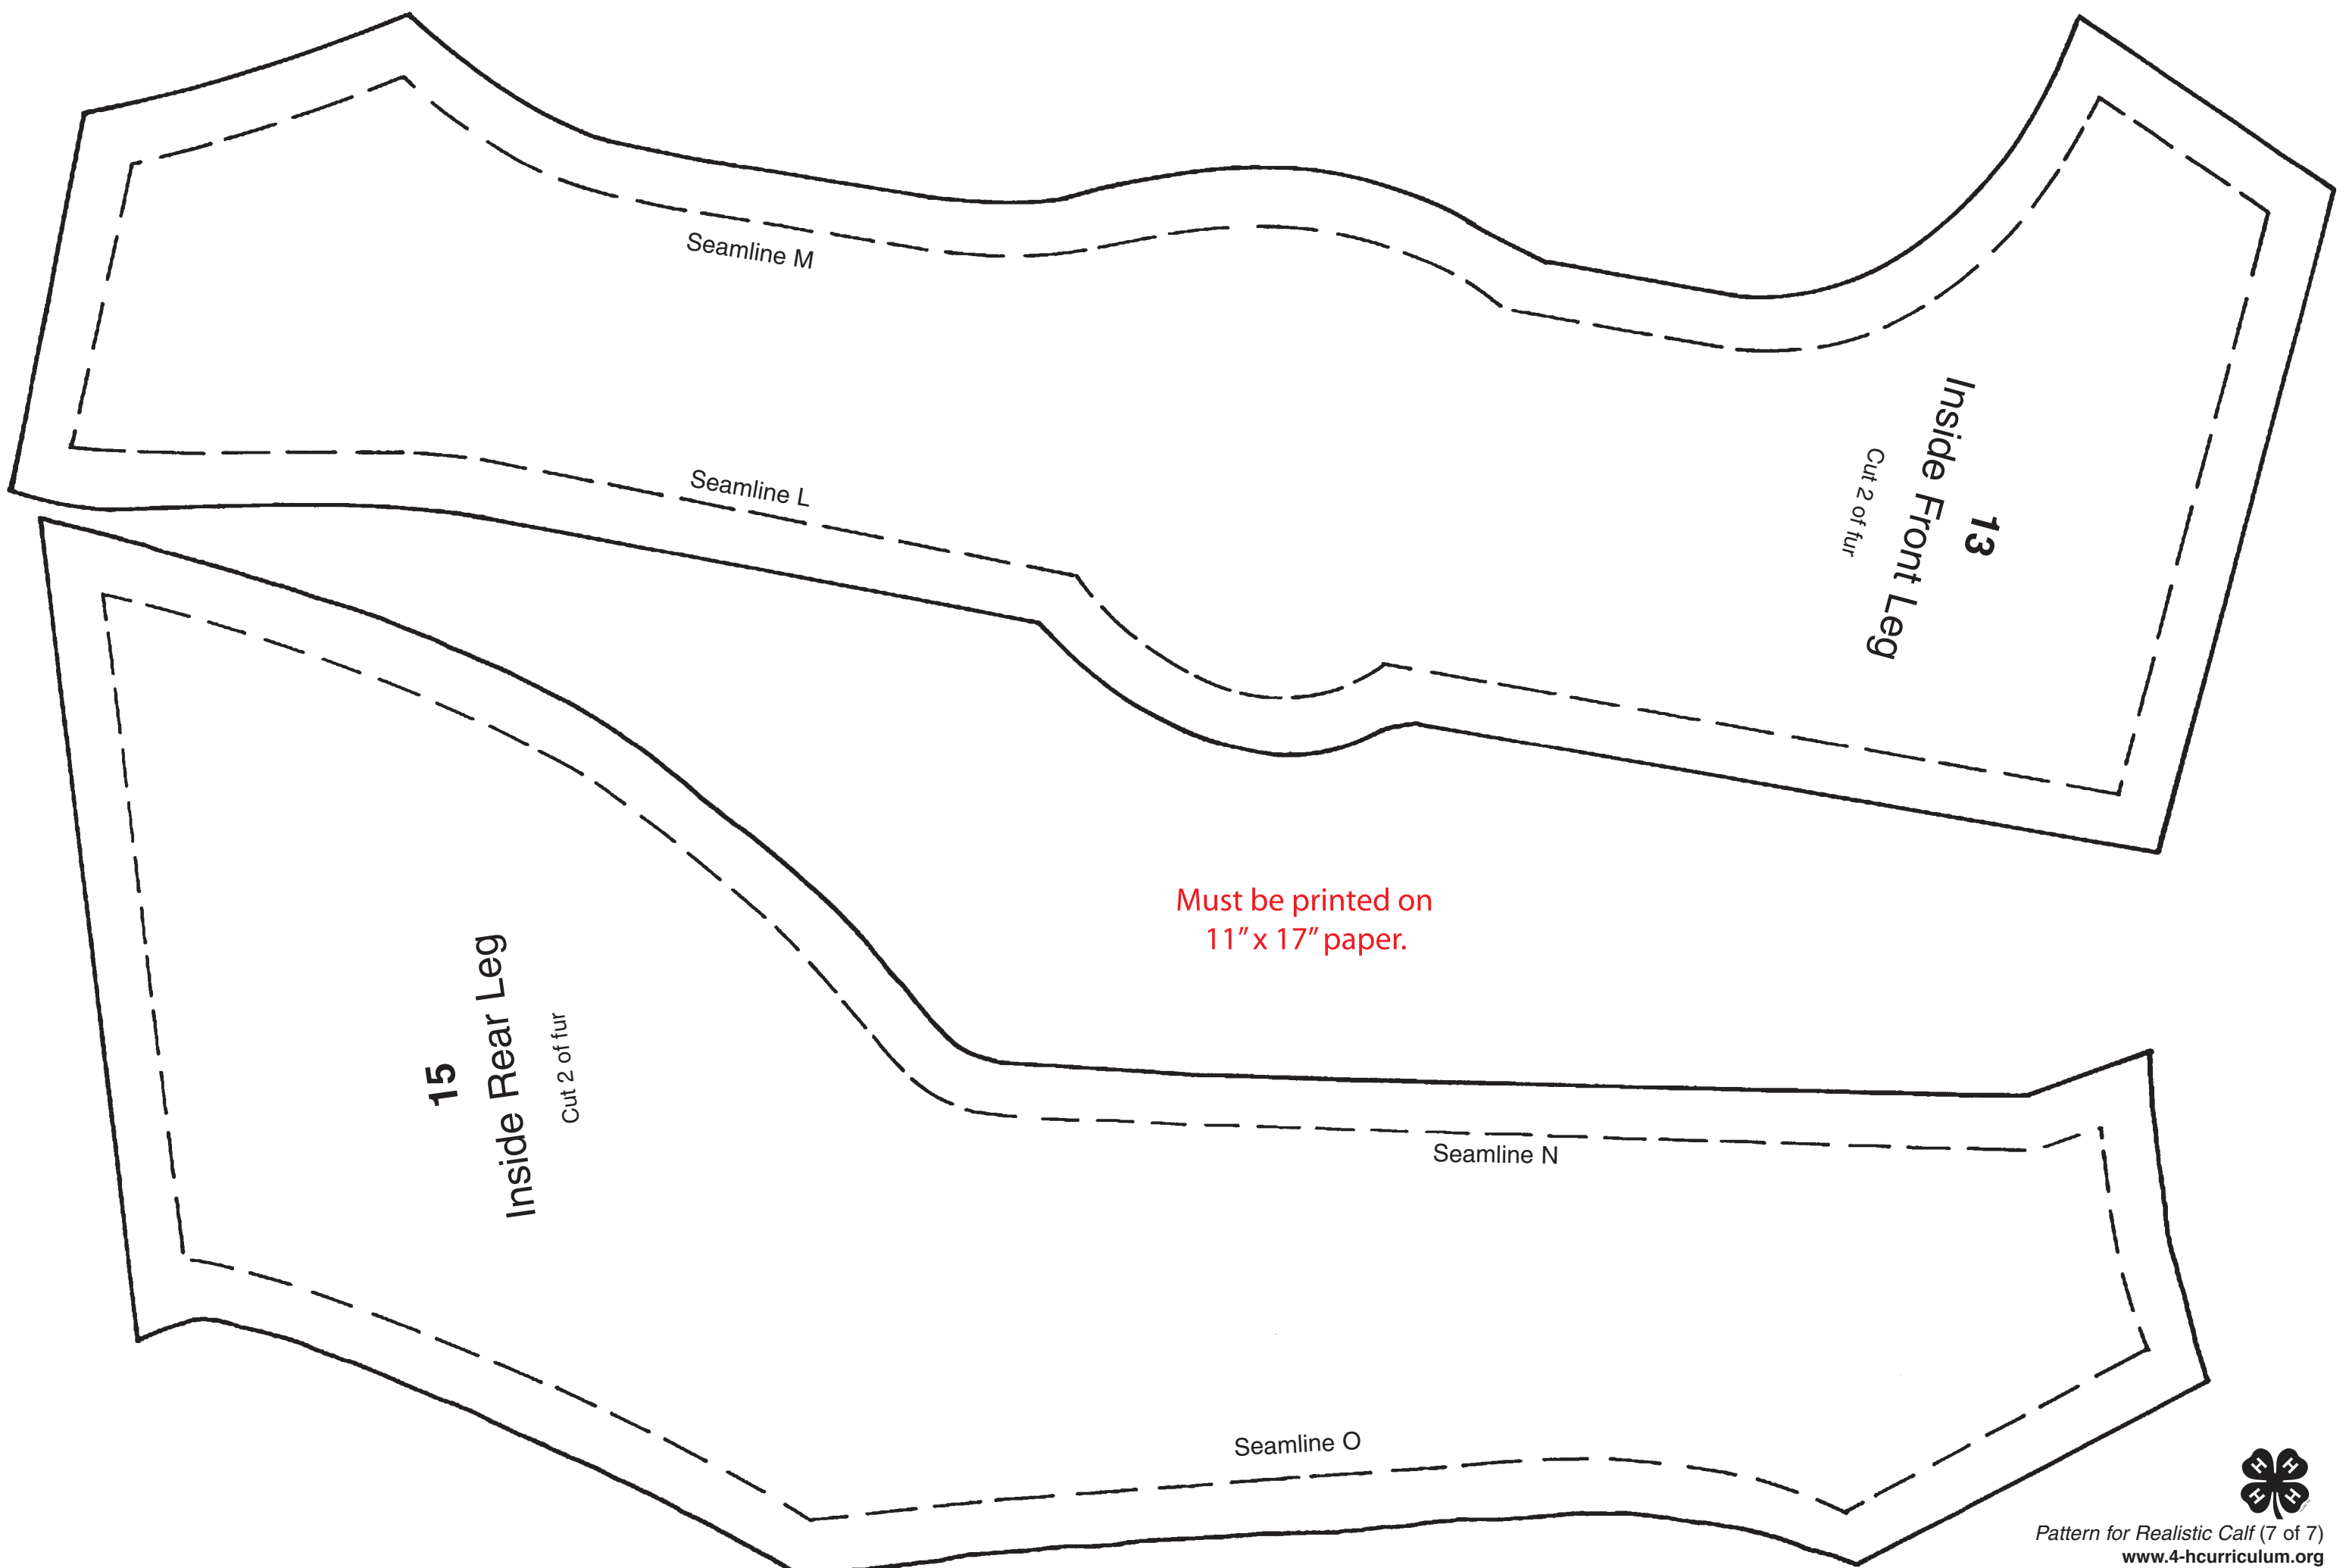 Seamline M
Seamline L
13
Inside Front Leg
Cut 2 of fur
Must be printed on
11” x 17” paper.
15
Inside Rear Leg
Cut 2 of fur
Seamline N
Seamline O
H H
H H
Pattern for Realistic Calf (7 of 7)
www.4-hcurriculum.org